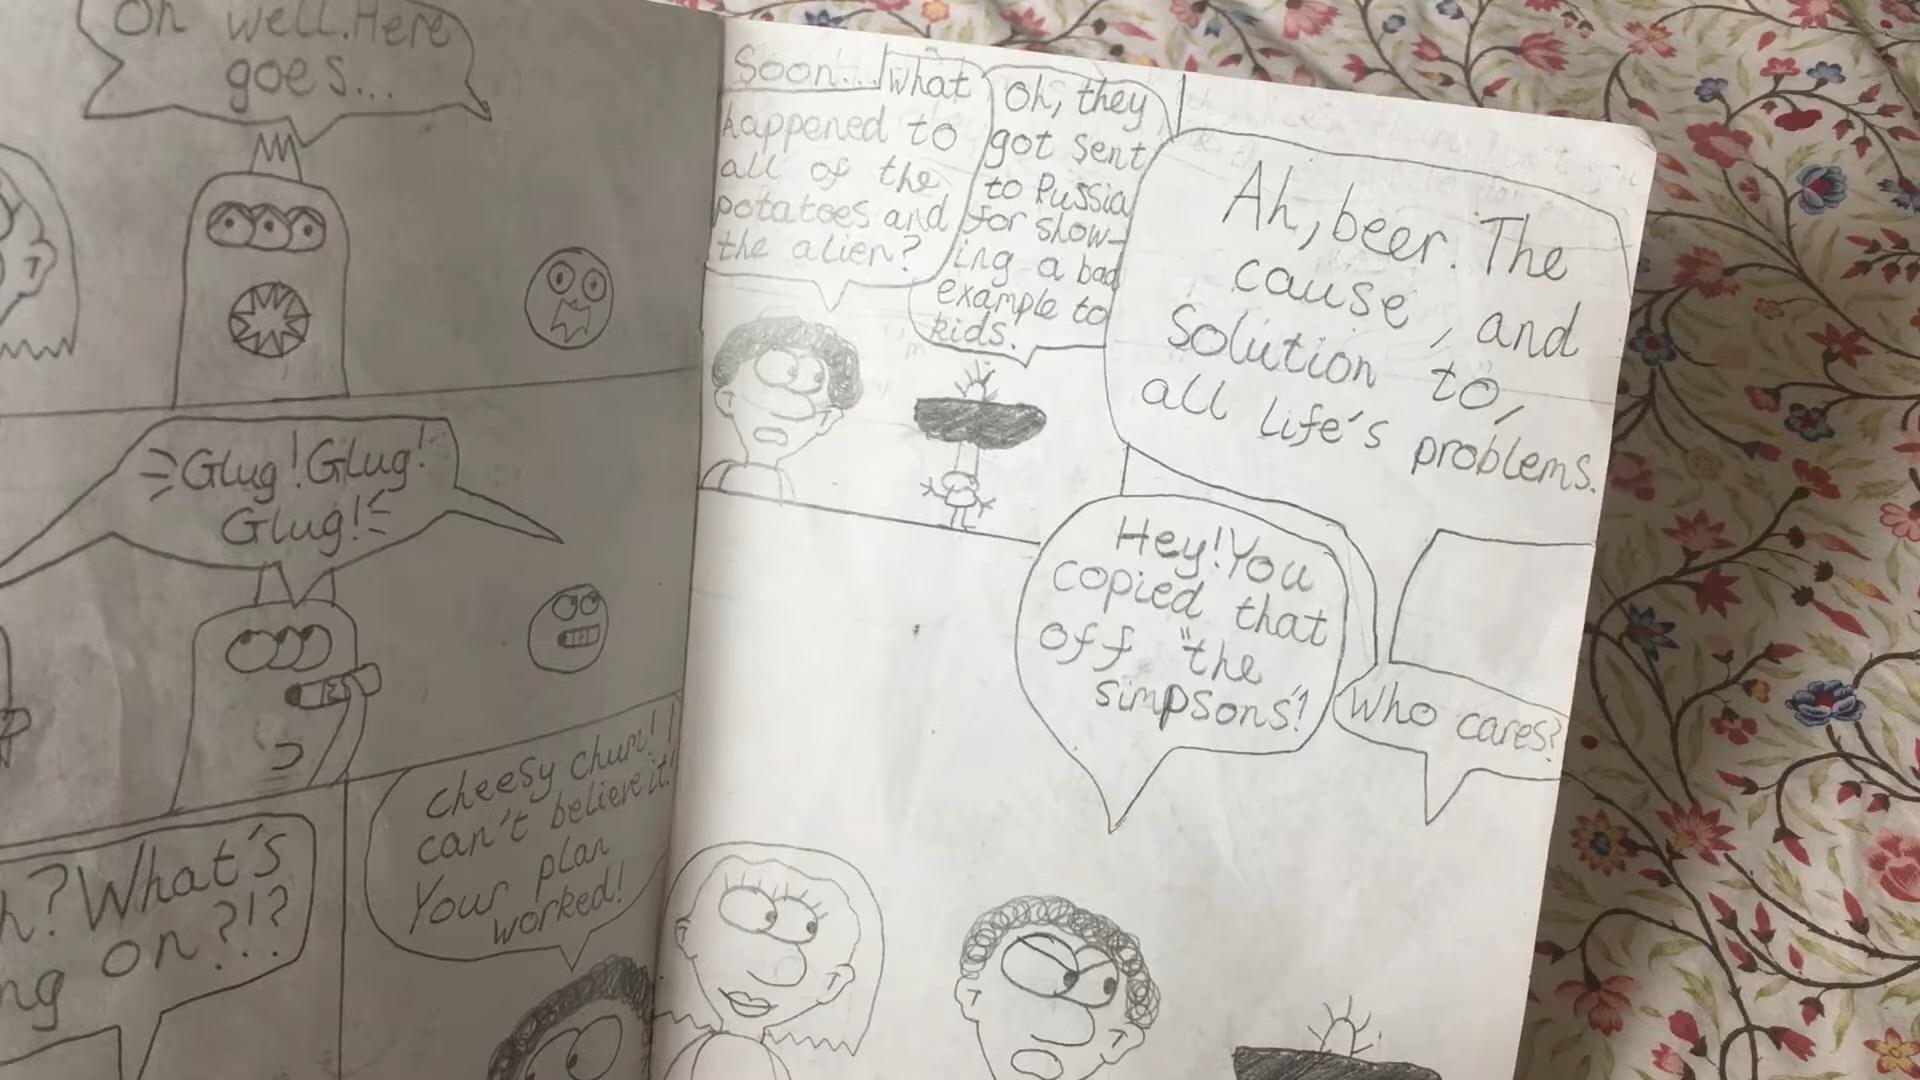 Oh well. Here
goes...
Glug! Glug!
Glug!
What's
on?!?
cheesy chum! I
can't believe it!
Your plan
worked!
Soon...
What
happened to
all of the
potatoes and
the alien?
Oh, they
got sent
to Russia
for show-
ing a bad
example to
kids.
Ah, beer. The
cause, and
solution to,
all life's problems.
Hey! You
copied that
off "the
simpsons"!
Who cares?